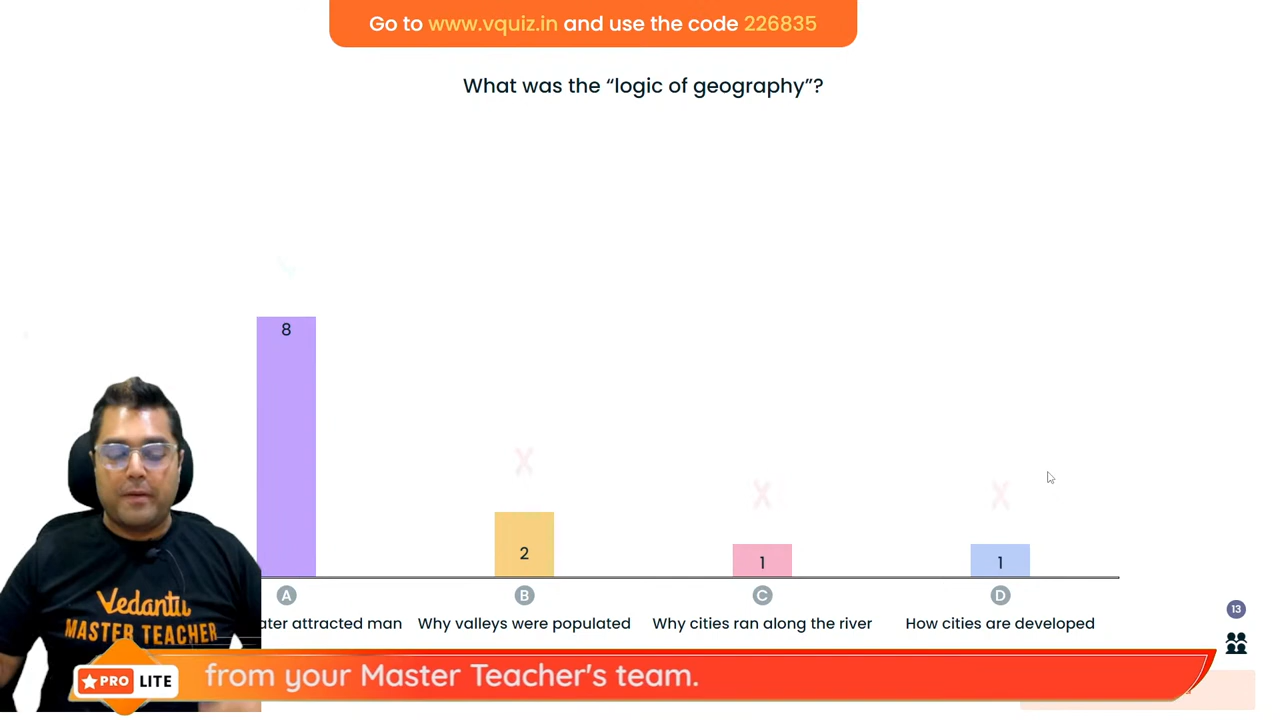 Go to www.vquiz.in and use the code 226835
What was the “logic of geography”?
8
2
1
1
A
B
C
D
ater attracted man
Why valleys were populated
Why cities ran along the river
How cities are developed
13
Vedantu
MASTER TEACHER
PRO LITE
from your Master Teacher's team.